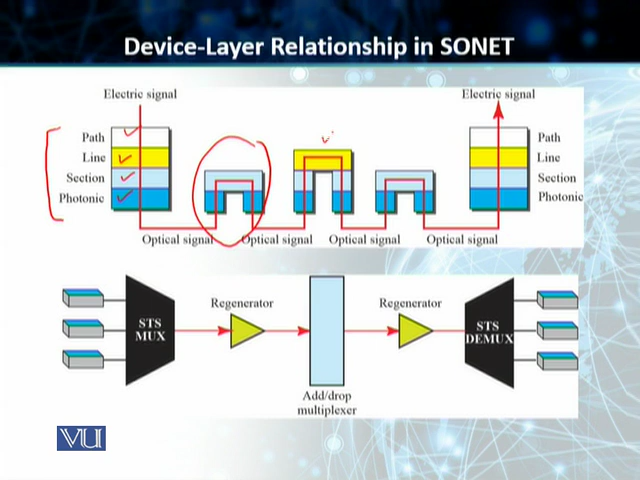 Device-Layer Relationship in SONET
Electric signal
Electric signal
Path
Line
Section
Photonic
Path
Line
Section
Photonic
Optical signal
Optical signal
Optical signal
Optical signal
STS
MUX
Regenerator
Add/drop
multiplexer
Regenerator
STS
DEMUX
VU